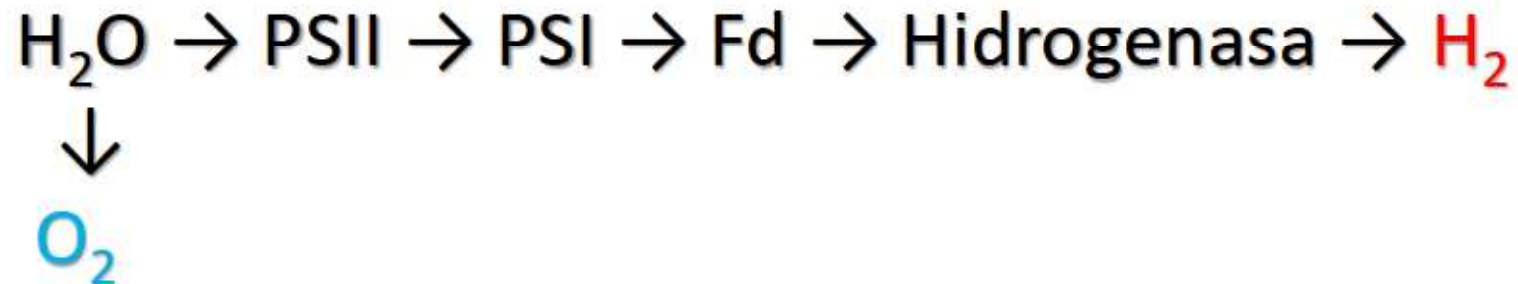 H₂O → PSII → PSI → Fd → Hidrogenasa → H₂
↓
O₂